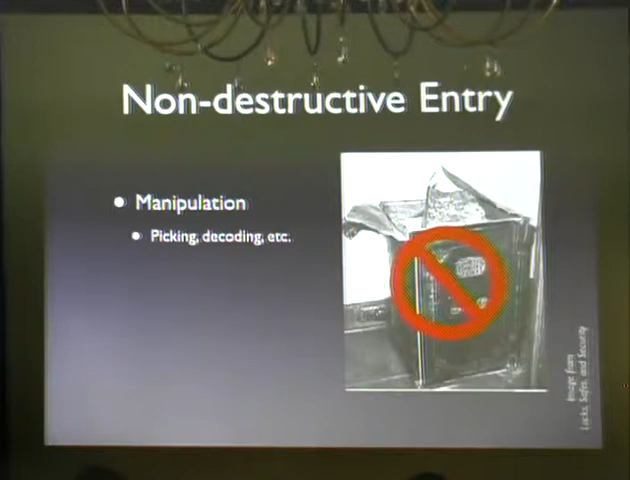 Non-destructive Entry
Manipulation
Picking, decoding, etc.
Image from
Locks, Safes, and Security